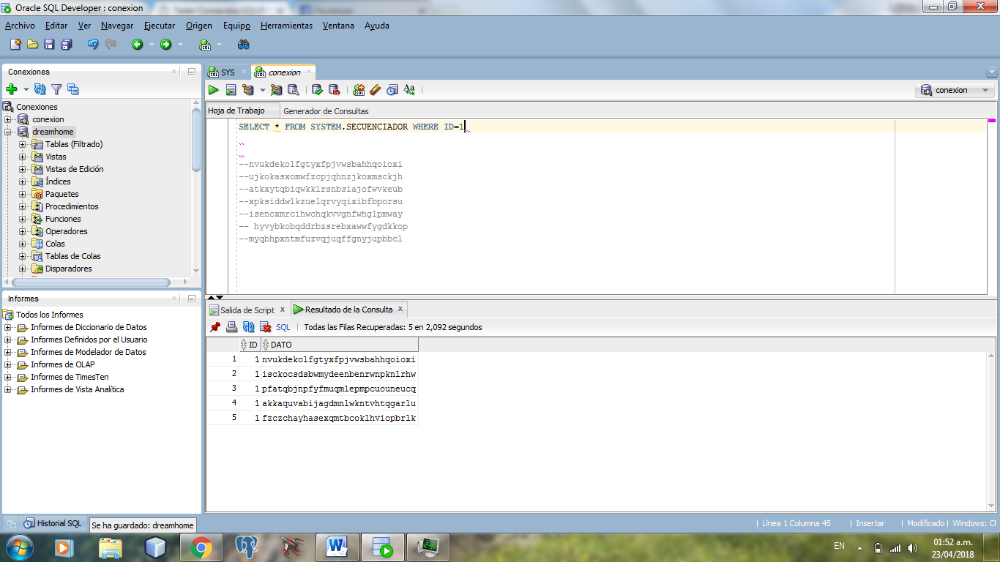 Oracle SQL Developer : conexion
Archivo Editar Ver Navegar Ejecutar Origen Equipo Herramientas Ventana Ayuda
Conexiones
SYS
conexion
conexion
Conexiones
conexion
dreamhome
Tablas (Filtrado)
Vistas
Vistas de Edición
Índices
Paquetes
Procedimientos
Funciones
Operadores
Colas
Tablas de Colas
Disparadores
Hoja de Trabajo Generador de Consultas
SELECT * FROM SYSTEM.SECUENCIADOR WHERE ID=1
--nvukdekolfgtyxfpjvwsbahhqoioxi
--ujkokasxomwfzcpjqhnzjkoxmsckjh
--atkxytqbiqwkklrsnbsiajofwvkeub
--xpksiddwlkzuelqrvyqixibfbporsu
--isencxmrcihwchqkvvgnfwhglpmway
-- hyvybkobqddrbzsrebxawwfygdkkop
--myqbhpxntmfuzvqjuqffgnyjupbbcl
Informes
Todos los Informes
Informes de Diccionario de Datos
Informes Definidos por el Usuario
Informes de Modelador de Datos
Informes de OLAP
Informes de TimesTen
Informes de Vista Analítica
Salida de Script x Resultado de la Consulta x
SQL | Todas las Filas Recuperadas: 5 en 2,092 segundos
ID DATO
1 1 nvukdekolfgtyxfpjvwsbahhqoioxi
2 1 isckocsdsbwmydeenbenrwnpknlrhw
3 1 pfatqbjnpfyfmuqmlepmpcuouneucq
4 1 akkaquvabijagdmnlwkntvhtqgarlu
5 1 fzczchayhasexqmtbcoklhviopbrlk
Historial SQL
Se ha guardado: dreamhome
Línea 1 Columna 45 | Insertar | Modificado | Windows: CF
EN
01:52 a.m.
23/04/2018